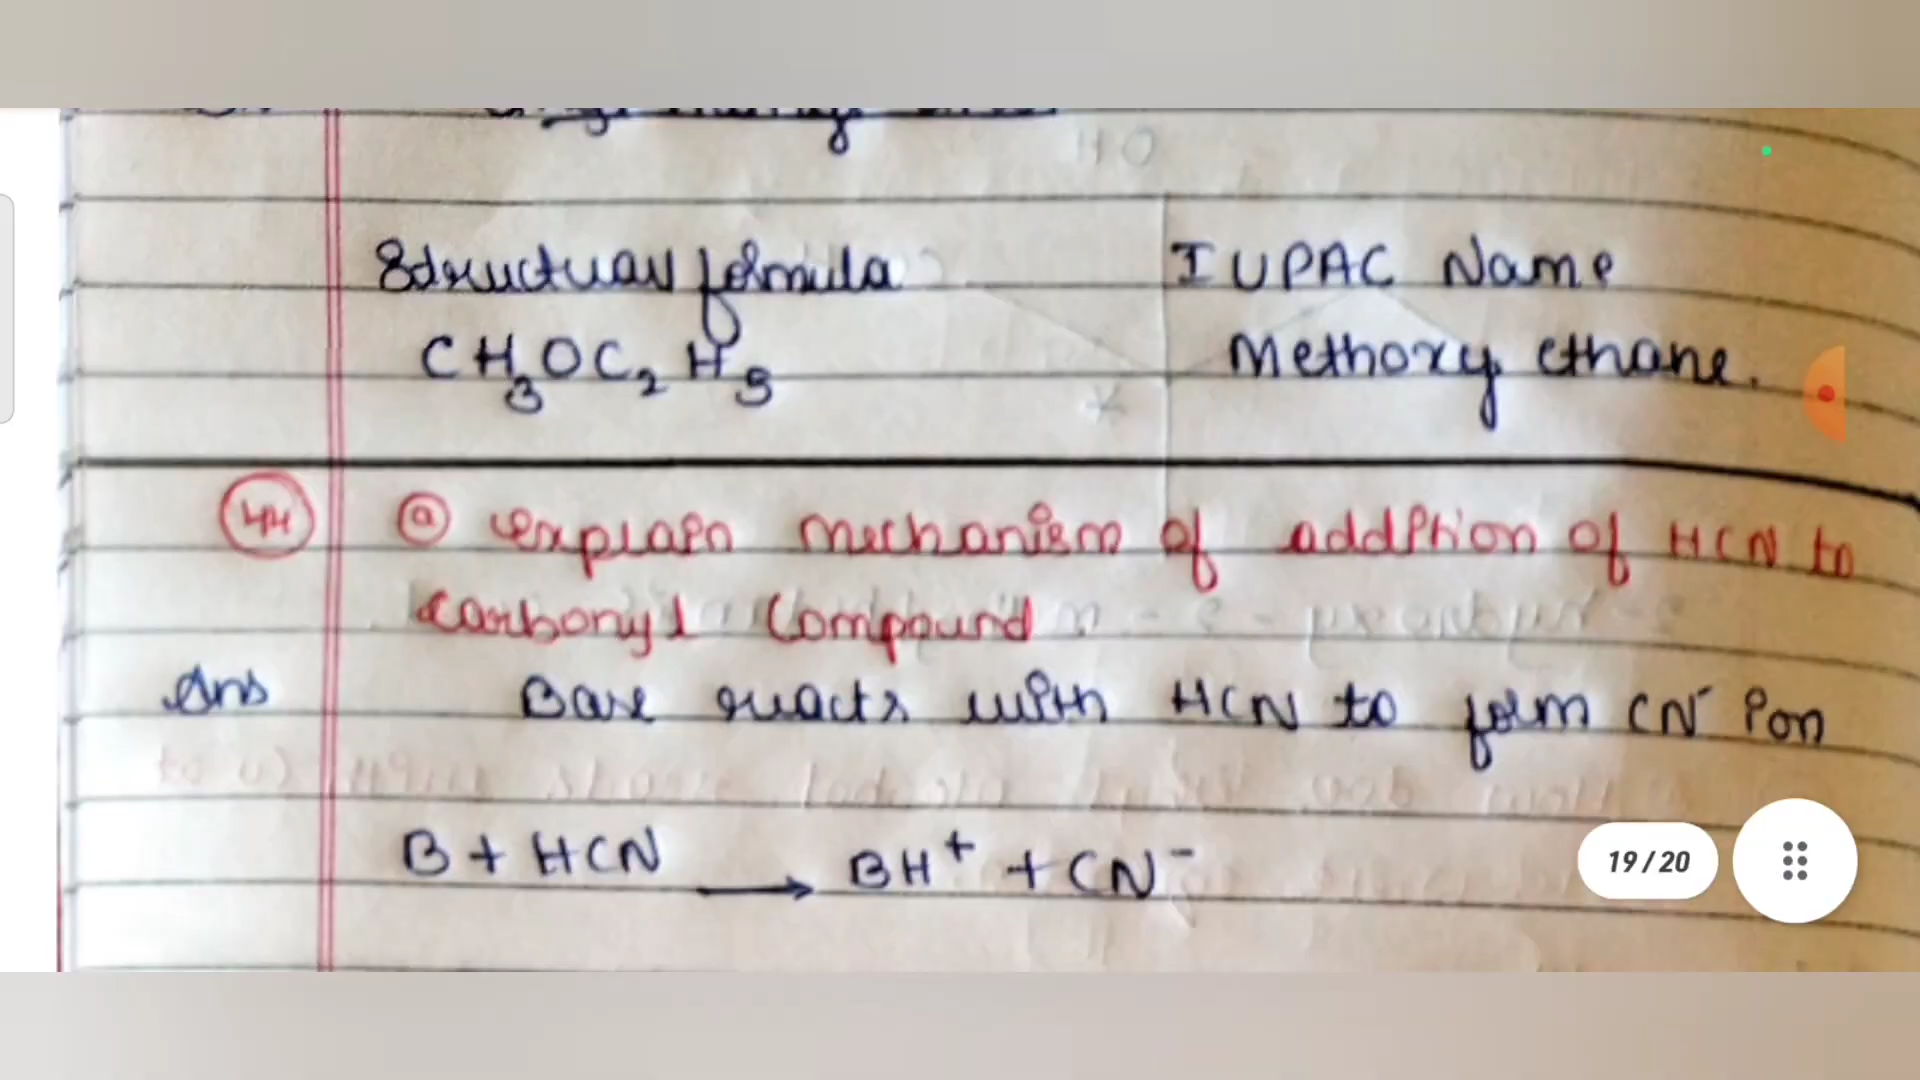 Structural formula IUPAC Name
CH₃OC₂H₅ Methoxy ethane.
44 a explain mechanism of addition of HCN to
carbonyl Compound
Ans Base reacts with HCN to form CN⁻ ion
B + HCN → BH⁺ + CN⁻
19/20